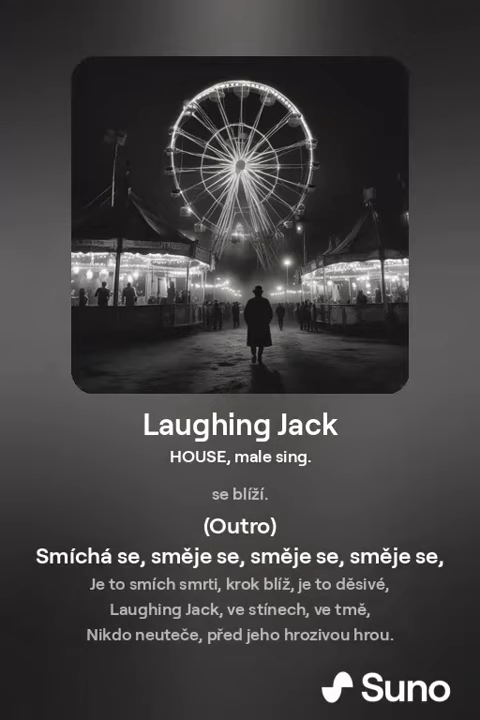 Laughing Jack
HOUSE, male sing.
se blíží.
(Outro)
Smíchá se, směje se, směje se, směje se,
Je to smích smrti, krok blíž, je to děsivé,
Laughing Jack, ve stínech, ve tmě,
Nikdo neuteče, před jeho hrozivou hrou.
Suno